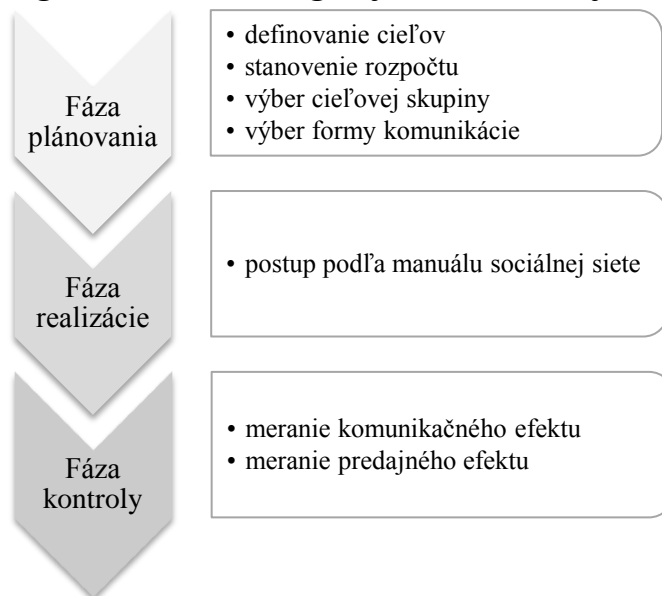 Fáza
plánovania
• definovanie cieľov
• stanovenie rozpočtu
• výber cieľovej skupiny
• výber formy komunikácie
Fáza
realizácie
• postup podľa manuálu sociálnej siete
Fáza
kontroly
• meranie komunikačného efektu
• meranie predajného efektu